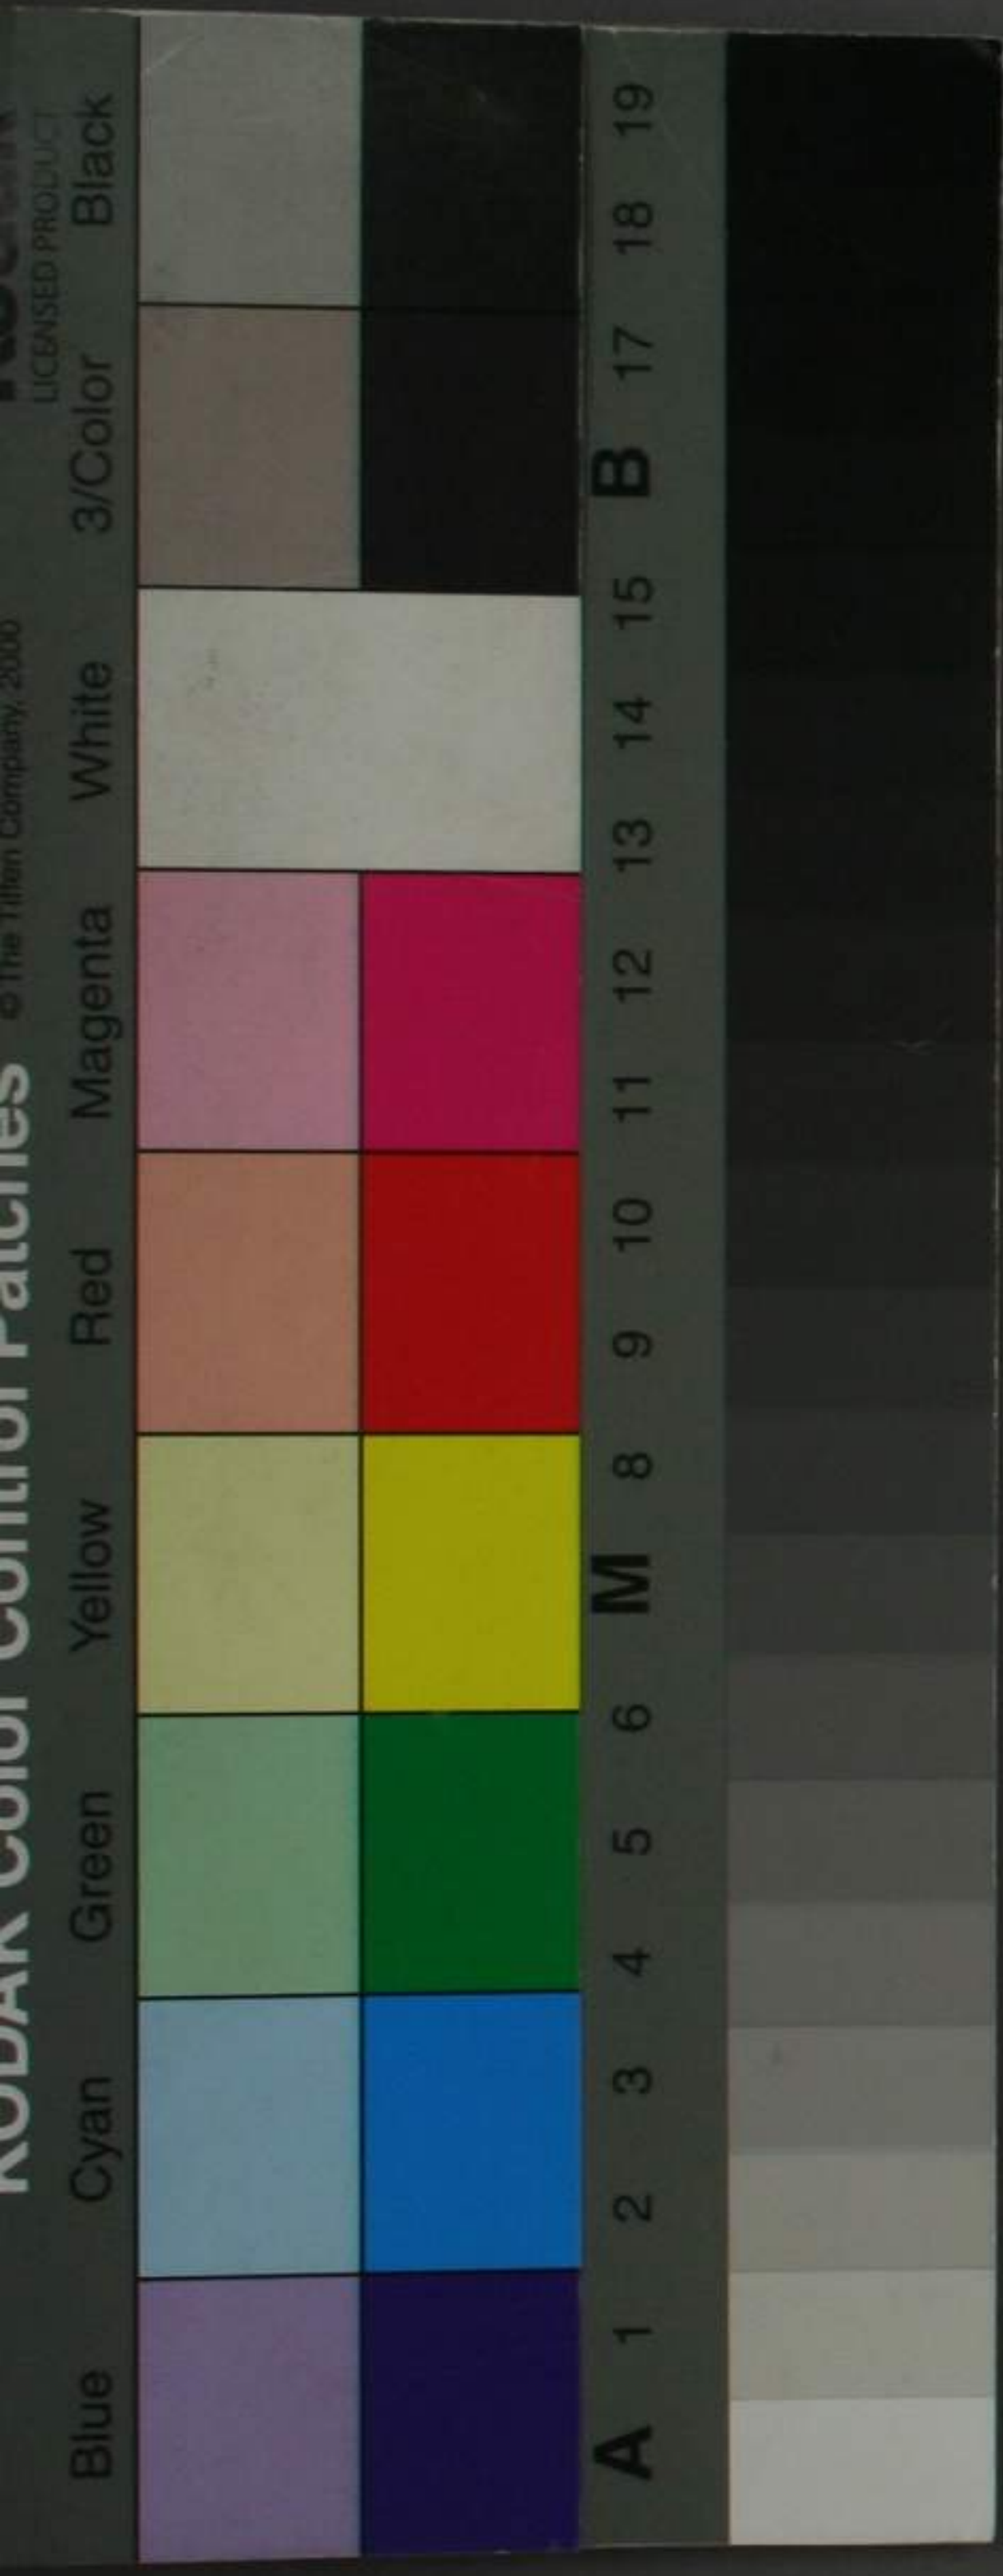 KODAK Color Control Patches © The Tiffen Company, 2000
KODAK
LICENSED PRODUCT
Blue Cyan Green Yellow Red Magenta White 3/Color Black
A 1 2 3 4 5 6 M 8 9 10 11 12 13 14 15 B 17 18 19